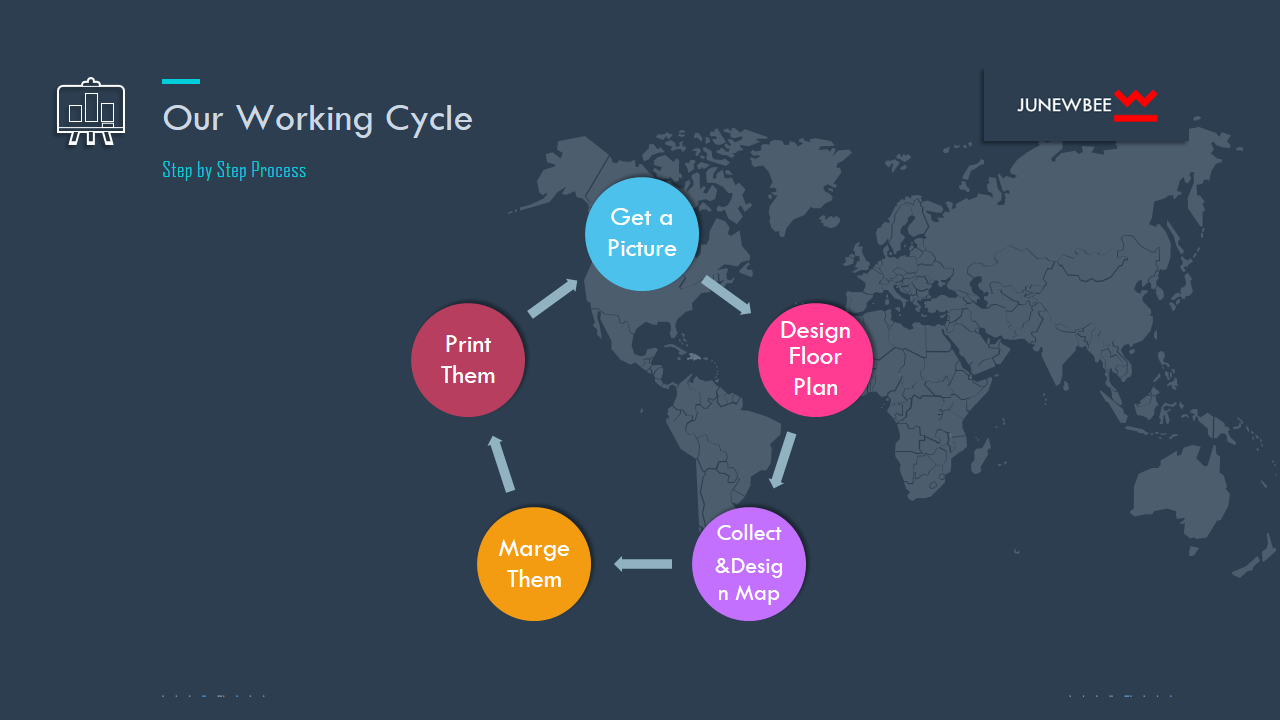 Our Working Cycle
Step by Step Process
JUNEWBEE
Get a
Picture
Design
Floor
Plan
Collect
&Desig
n Map
Marge
Them
Print
Them